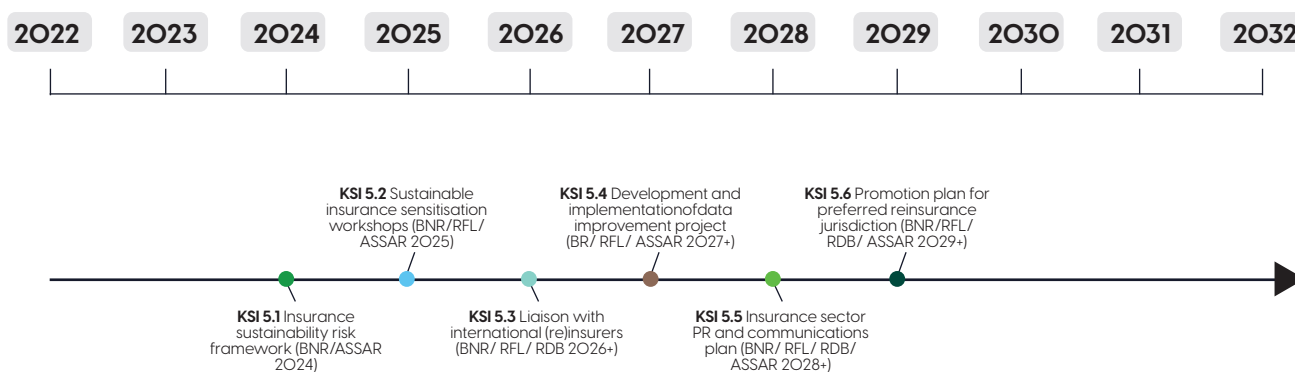 2022 2023 2024 2025 2026 2027 2028 2029 2030 2031 2032
KSI 5.2 Sustainable
insurance sensitisation
workshops (BNR/RFL/
ASSAR 2025)
KSI 5.4 Development and
implementationofdata
improvement project
(BR/ RFL/ ASSAR 2027+)
KSI 5.6 Promotion plan for
preferred reinsurance
jurisdiction (BNR/RFL/
RDB/ ASSAR 2029+)
KSI 5.1 Insurance
sustainability risk
framework (BNR/ASSAR
2024)
KSI 5.3 Liaison with
international (re)insurers
(BNR/ RFL/ RDB 2026+)
KSI 5.5 Insurance sector
PR and communications
plan (BNR/ RFL/ RDB/
ASSAR 2028+)